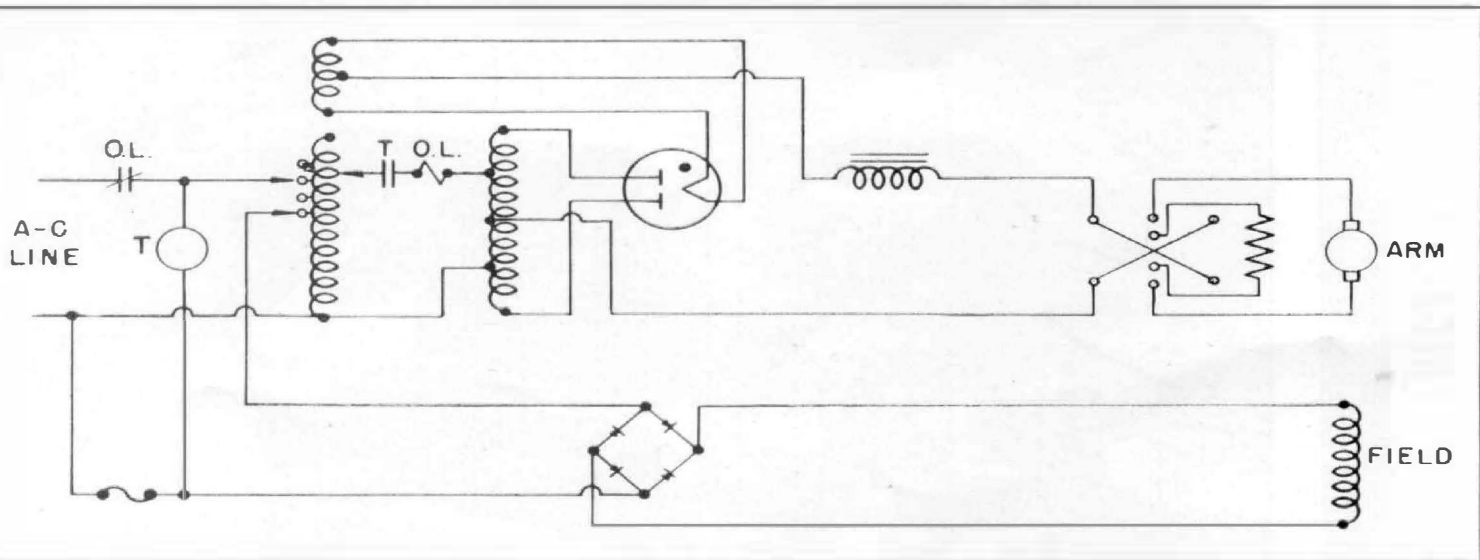 O.L.
T O.L.
A-C
LINE
T
ARM
FIELD